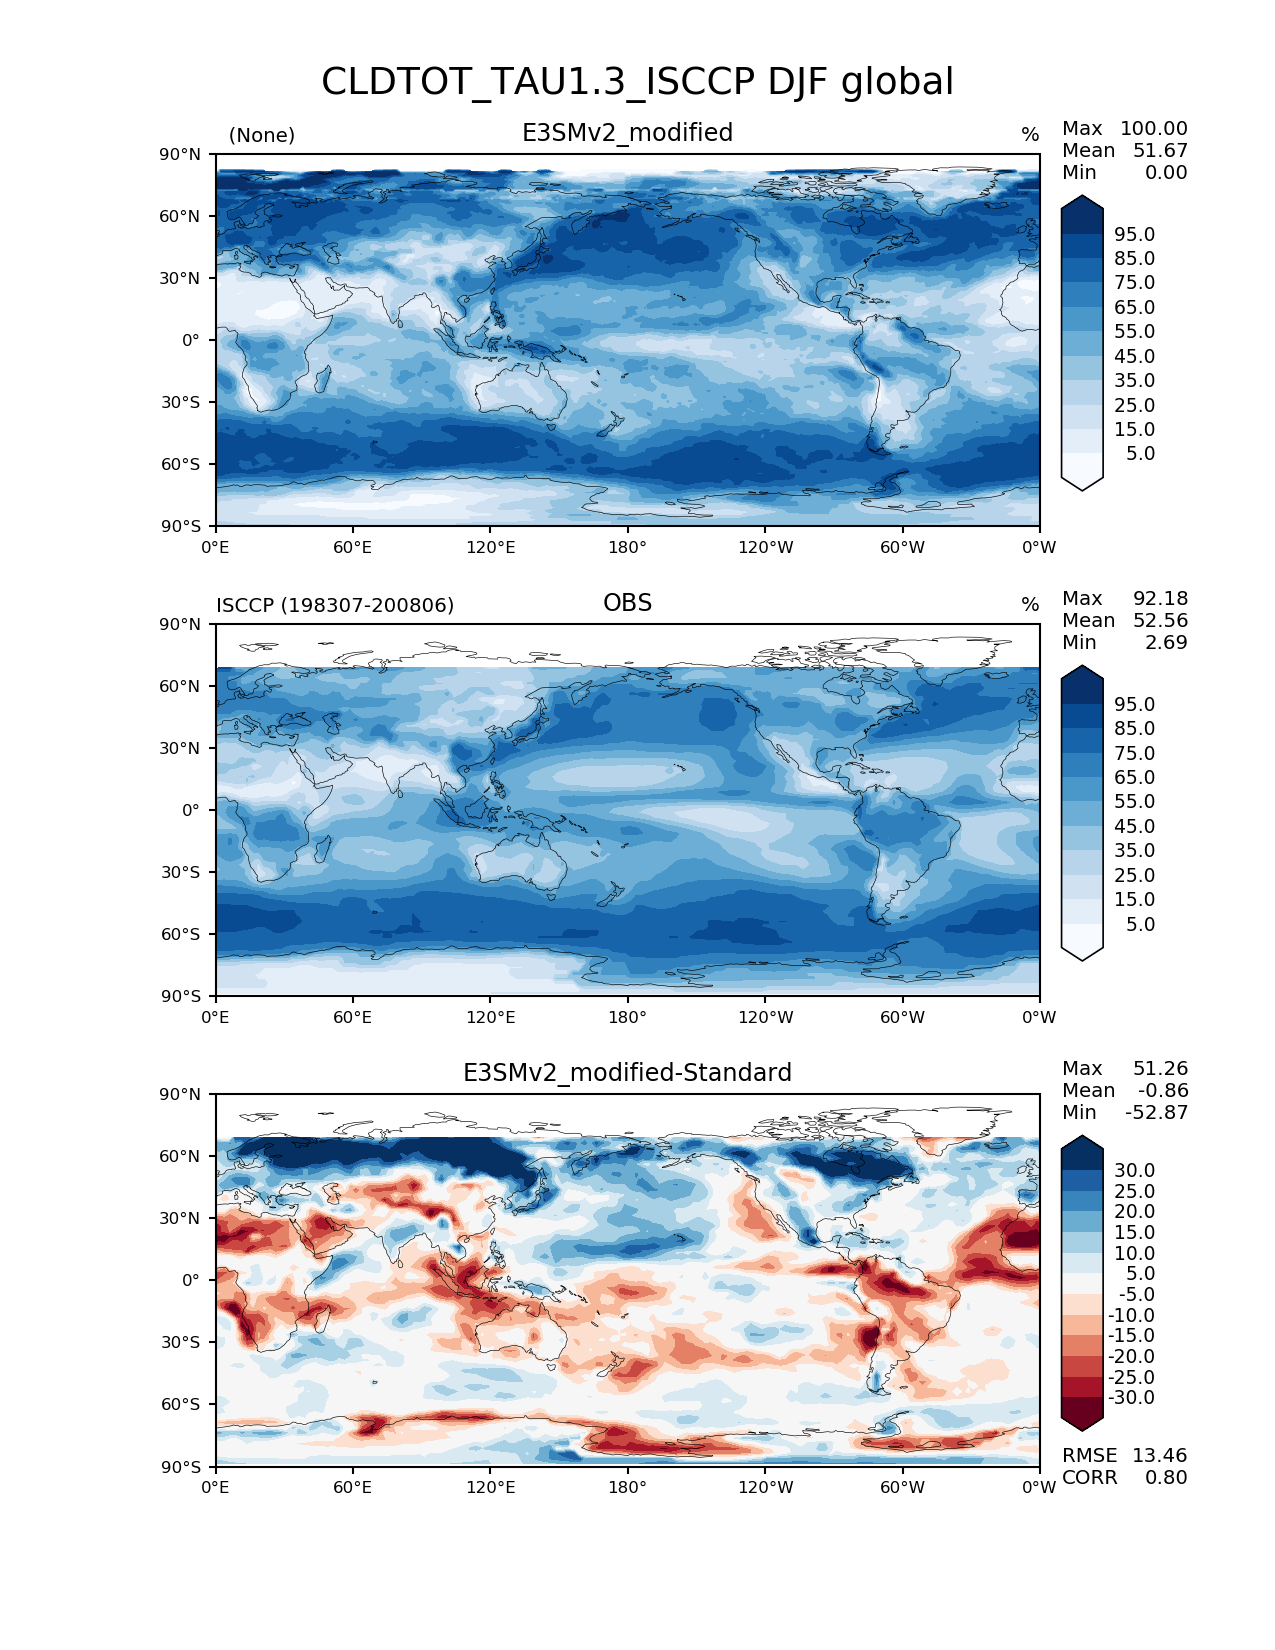 CLDTOT_TAU1.3_ISCCP DJF global
(None) E3SMv2_modified %
Max 100.00
Mean 51.67
Min 0.00
90°N
60°N
30°N
0°
30°S
60°S
90°S
0°E 60°E 120°E 180° 120°W 60°W 0°W
95.0
85.0
75.0
65.0
55.0
45.0
35.0
25.0
15.0
5.0
ISCCP (198307-200806) OBS %
Max 92.18
Mean 52.56
Min 2.69
90°N
60°N
30°N
0°
30°S
60°S
90°S
0°E 60°E 120°E 180° 120°W 60°W 0°W
95.0
85.0
75.0
65.0
55.0
45.0
35.0
25.0
15.0
5.0
E3SMv2_modified-Standard
Max 51.26
Mean -0.86
Min -52.87
90°N
60°N
30°N
0°
30°S
60°S
90°S
0°E 60°E 120°E 180° 120°W 60°W 0°W
30.0
25.0
20.0
15.0
10.0
5.0
-5.0
-10.0
-15.0
-20.0
-25.0
-30.0
RMSE 13.46
CORR 0.80